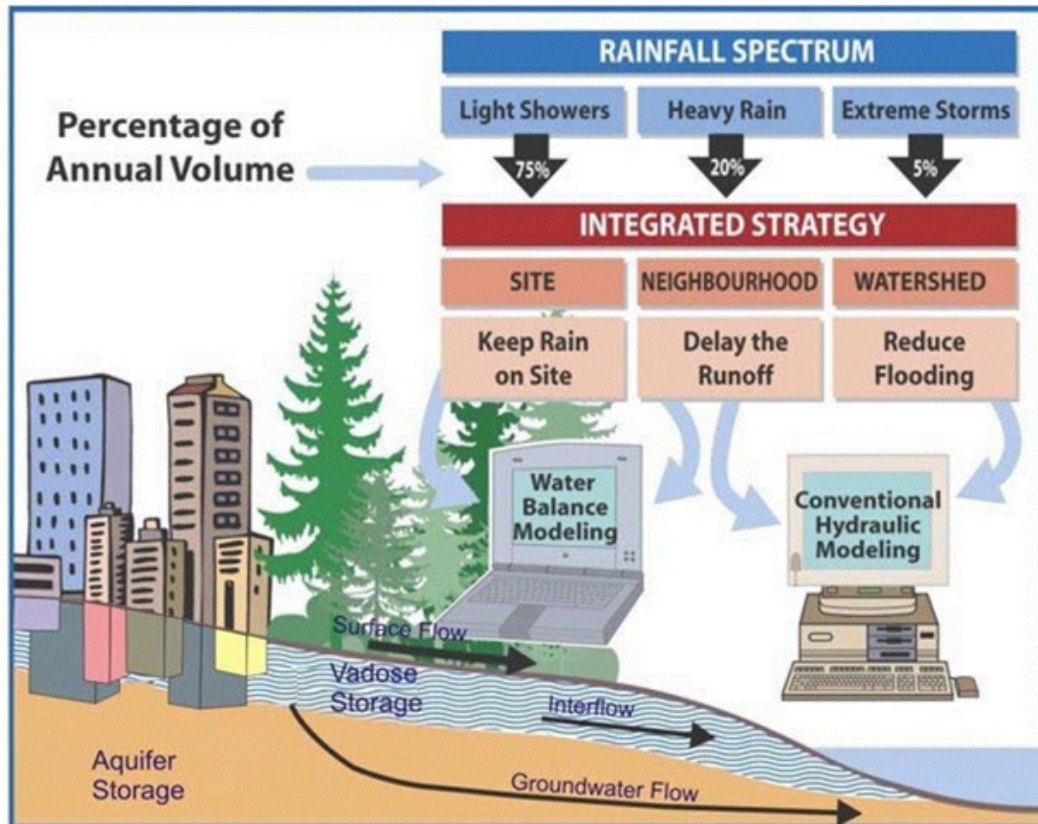 RAINFALL SPECTRUM
Light Showers
Heavy Rain
Extreme Storms
Percentage of
Annual Volume
75%
20%
5%
INTEGRATED STRATEGY
SITE
NEIGHBOURHOOD
WATERSHED
Keep Rain
on Site
Delay the
Runoff
Reduce
Flooding
Water
Balance
Modeling
Conventional
Hydraulic
Modeling
Surface Flow
Vadose
Storage
Interflow
Aquifer
Storage
Groundwater Flow